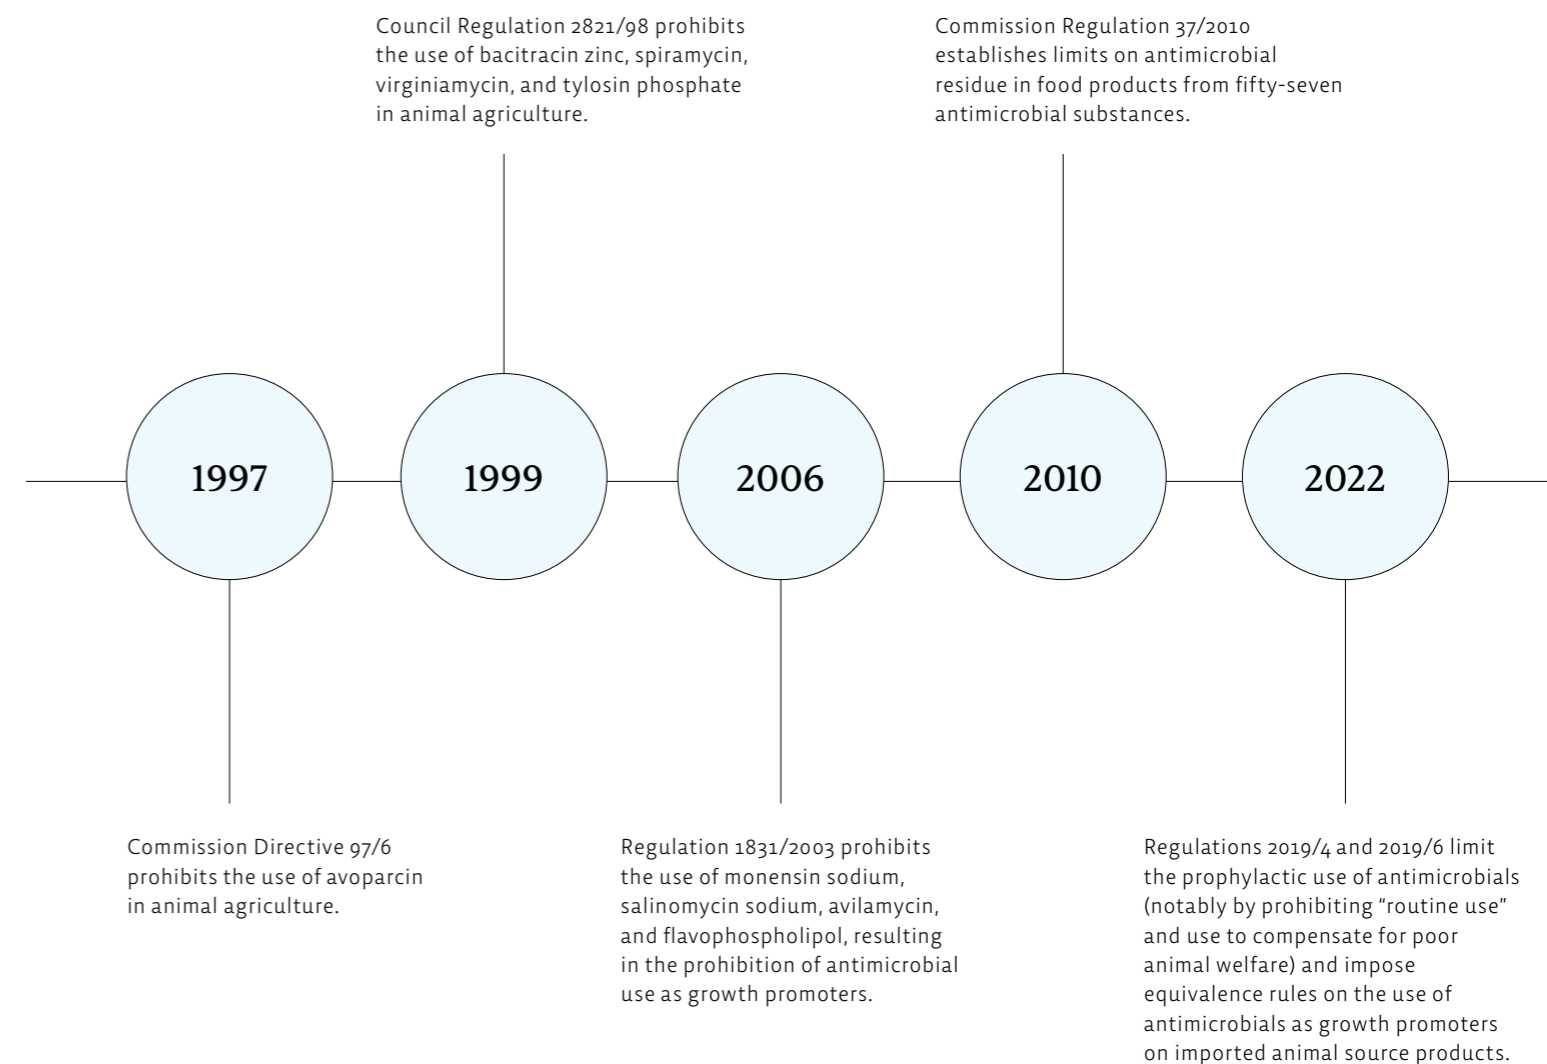 Council Regulation 2821/98 prohibits
the use of bacitracin zinc, spiramycin,
virginiamycin, and tylosin phosphate
in animal agriculture.
Commission Regulation 37/2010
establishes limits on antimicrobial
residue in food products from fifty-seven
antimicrobial substances.
1997
1999
2006
2010
2022
Commission Directive 97/6
prohibits the use of avoparcin
in animal agriculture.
Regulation 1831/2003 prohibits
the use of monensin sodium,
salinomycin sodium, avilamycin,
and flavophospholipol, resulting
in the prohibition of antimicrobial
use as growth promoters.
Regulations 2019/4 and 2019/6 limit
the prophylactic use of antimicrobials
(notably by prohibiting “routine use”
and use to compensate for poor
animal welfare) and impose
equivalence rules on the use of
antimicrobials as growth promoters
on imported animal source products.